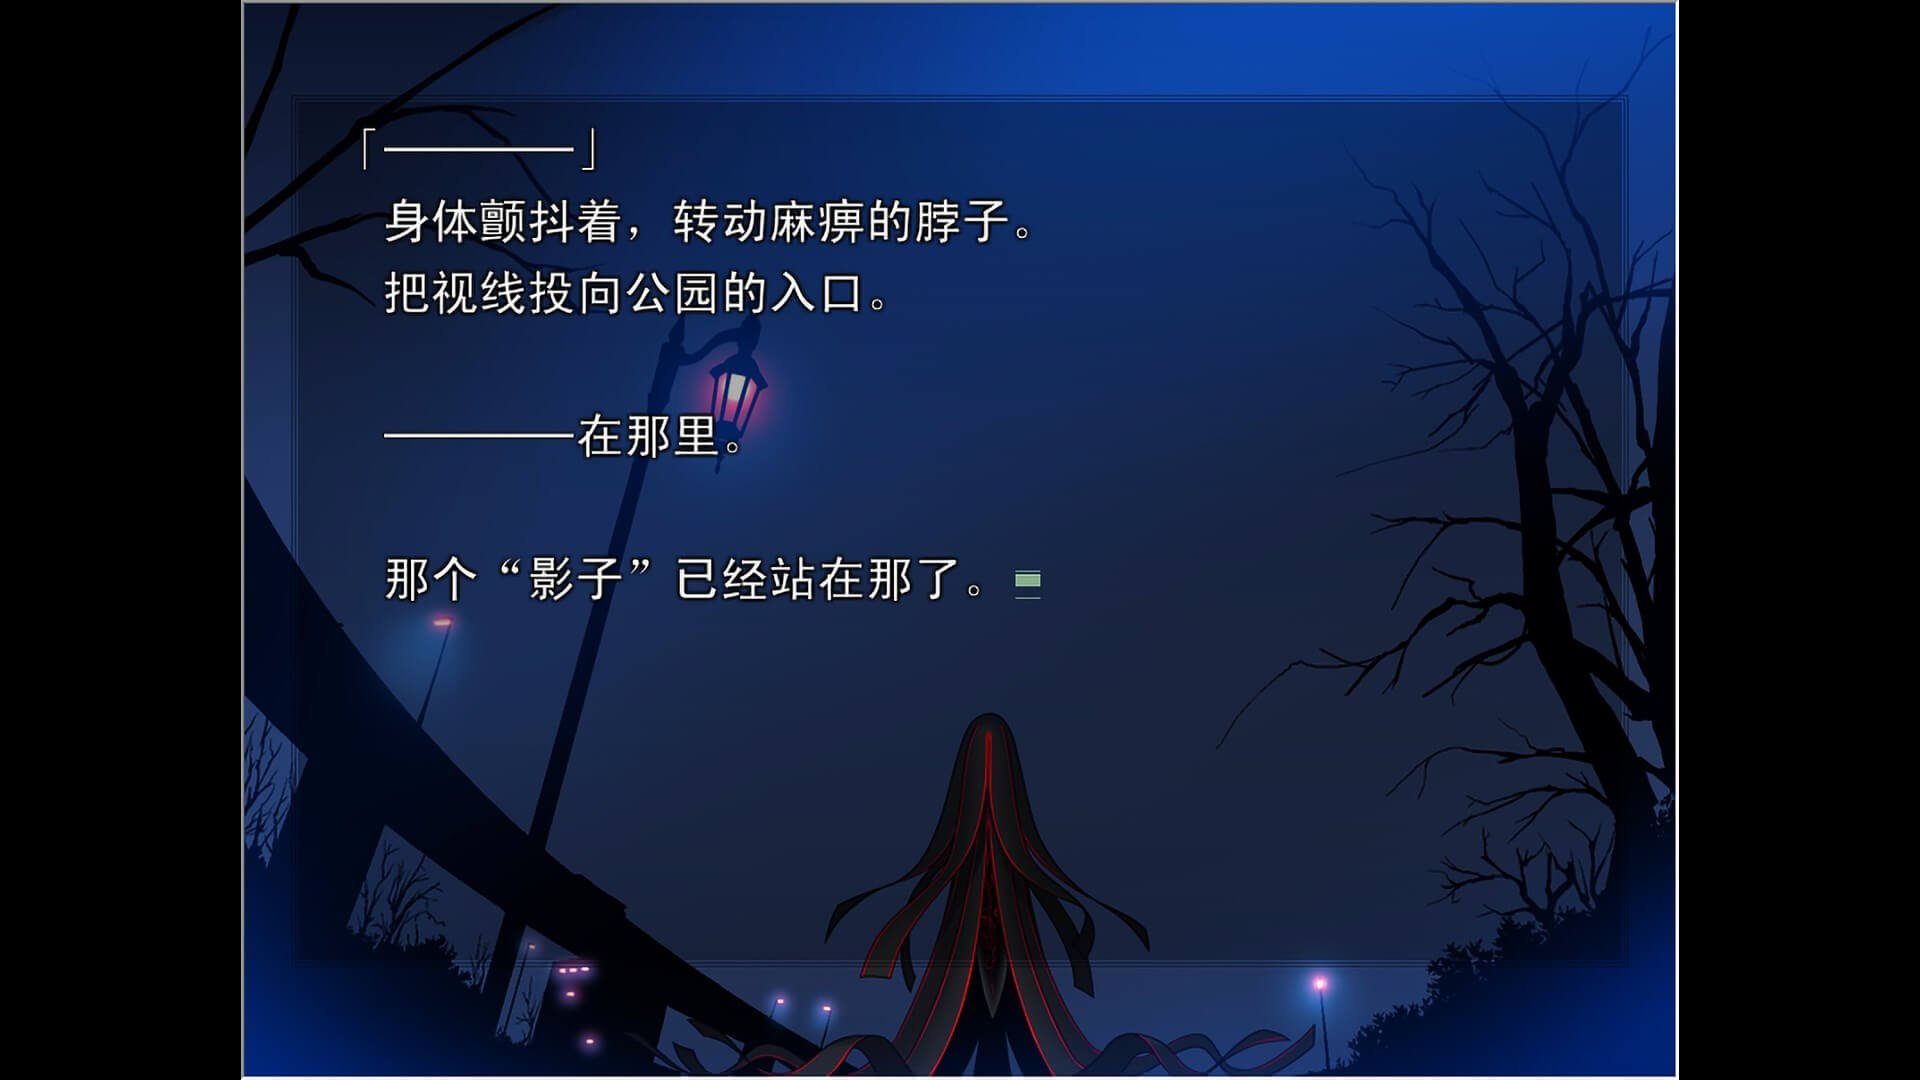 「————」
身体颤抖着，转动麻痹的脖子。
把视线投向公园的入口。
————在那里。
那个“影子”已经站在那了。